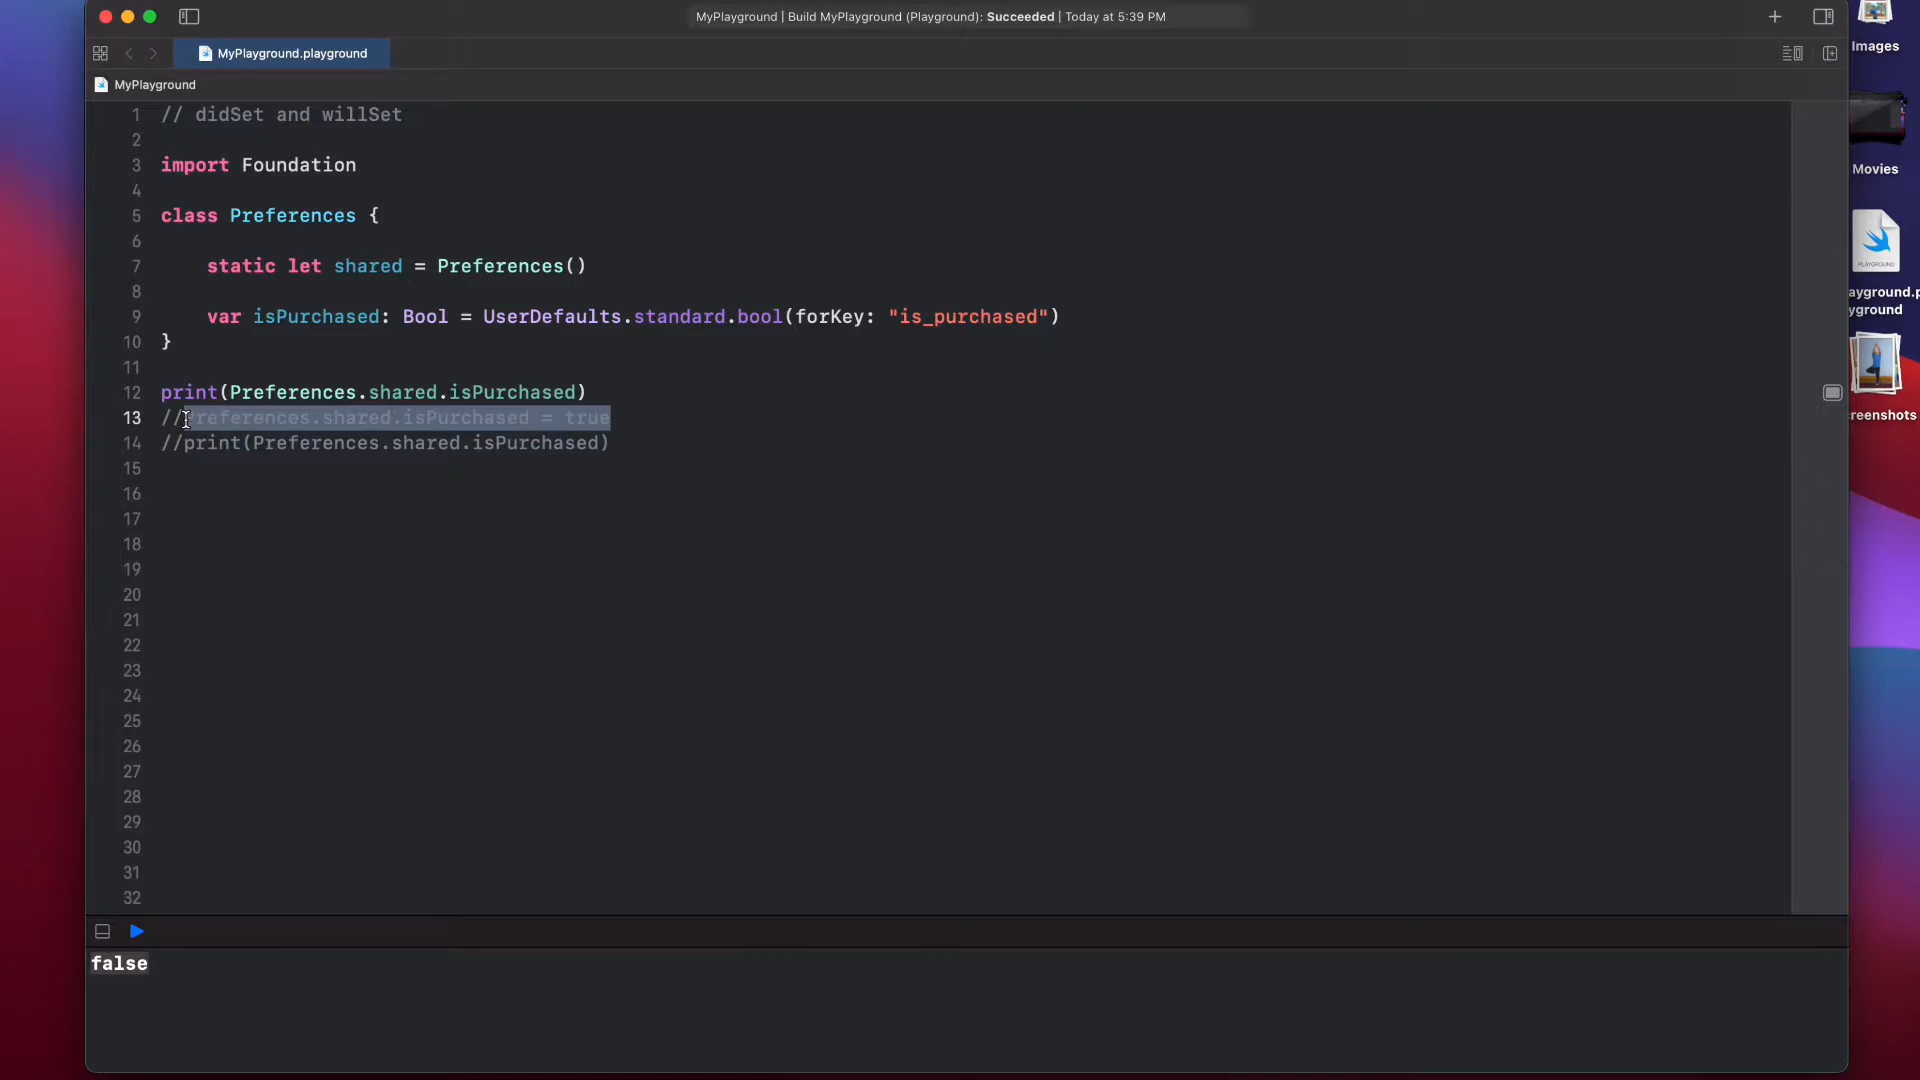 MyPlayground | Build MyPlayground (Playground): Succeeded | Today at 5:39 PM
MyPlayground.playground
MyPlayground
1 // didSet and willSet
2
3 import Foundation
4
5 class Preferences {
6
7 static let shared = Preferences()
8
9 var isPurchased: Bool = UserDefaults.standard.bool(forKey: "is_purchased")
10 }
11
12 print(Preferences.shared.isPurchased)
13 //Preferences.shared.isPurchased = true
14 //print(Preferences.shared.isPurchased)
15
16
17
18
19
20
21
22
23
24
25
26
27
28
29
30
31
32
false
Images
Movies
PLAYGROUND
ayground.p
yground
reenshots